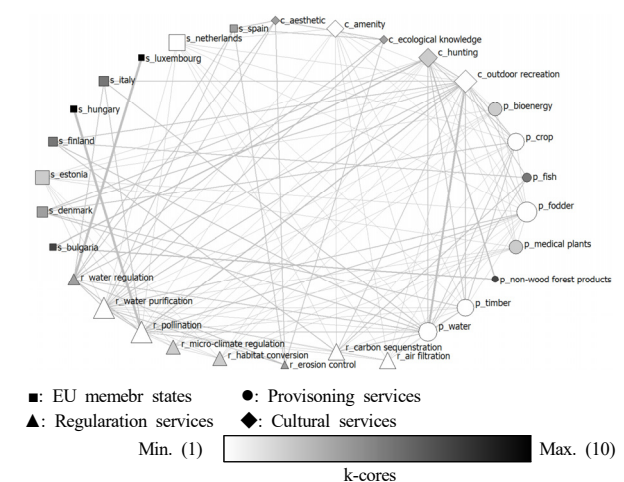 c_aesthetic
c_amenity
s_spain
s_netherlands
c_ecological knowledge
c_hunting
s_luxembourg
c_outdoor recreation
s_italy
p_bioenergy
s_hungary
p_crop
s_finland
p_fish
s_estonia
p_fodder
s_denmark
p_medical plants
s_bulgaria
r_water regulation
p_non-wood forest products
r_water purification
p_timber
r_pollination
p_water
r_micro-climate regulation
r_carbon sequenstration
r_habitat conversion
r_air filtration
r_erosion control
■: EU memebr states ●: Provisoning services
▲: Regularation services ◆: Cultural services
Min. (1) Max. (10)
k-cores